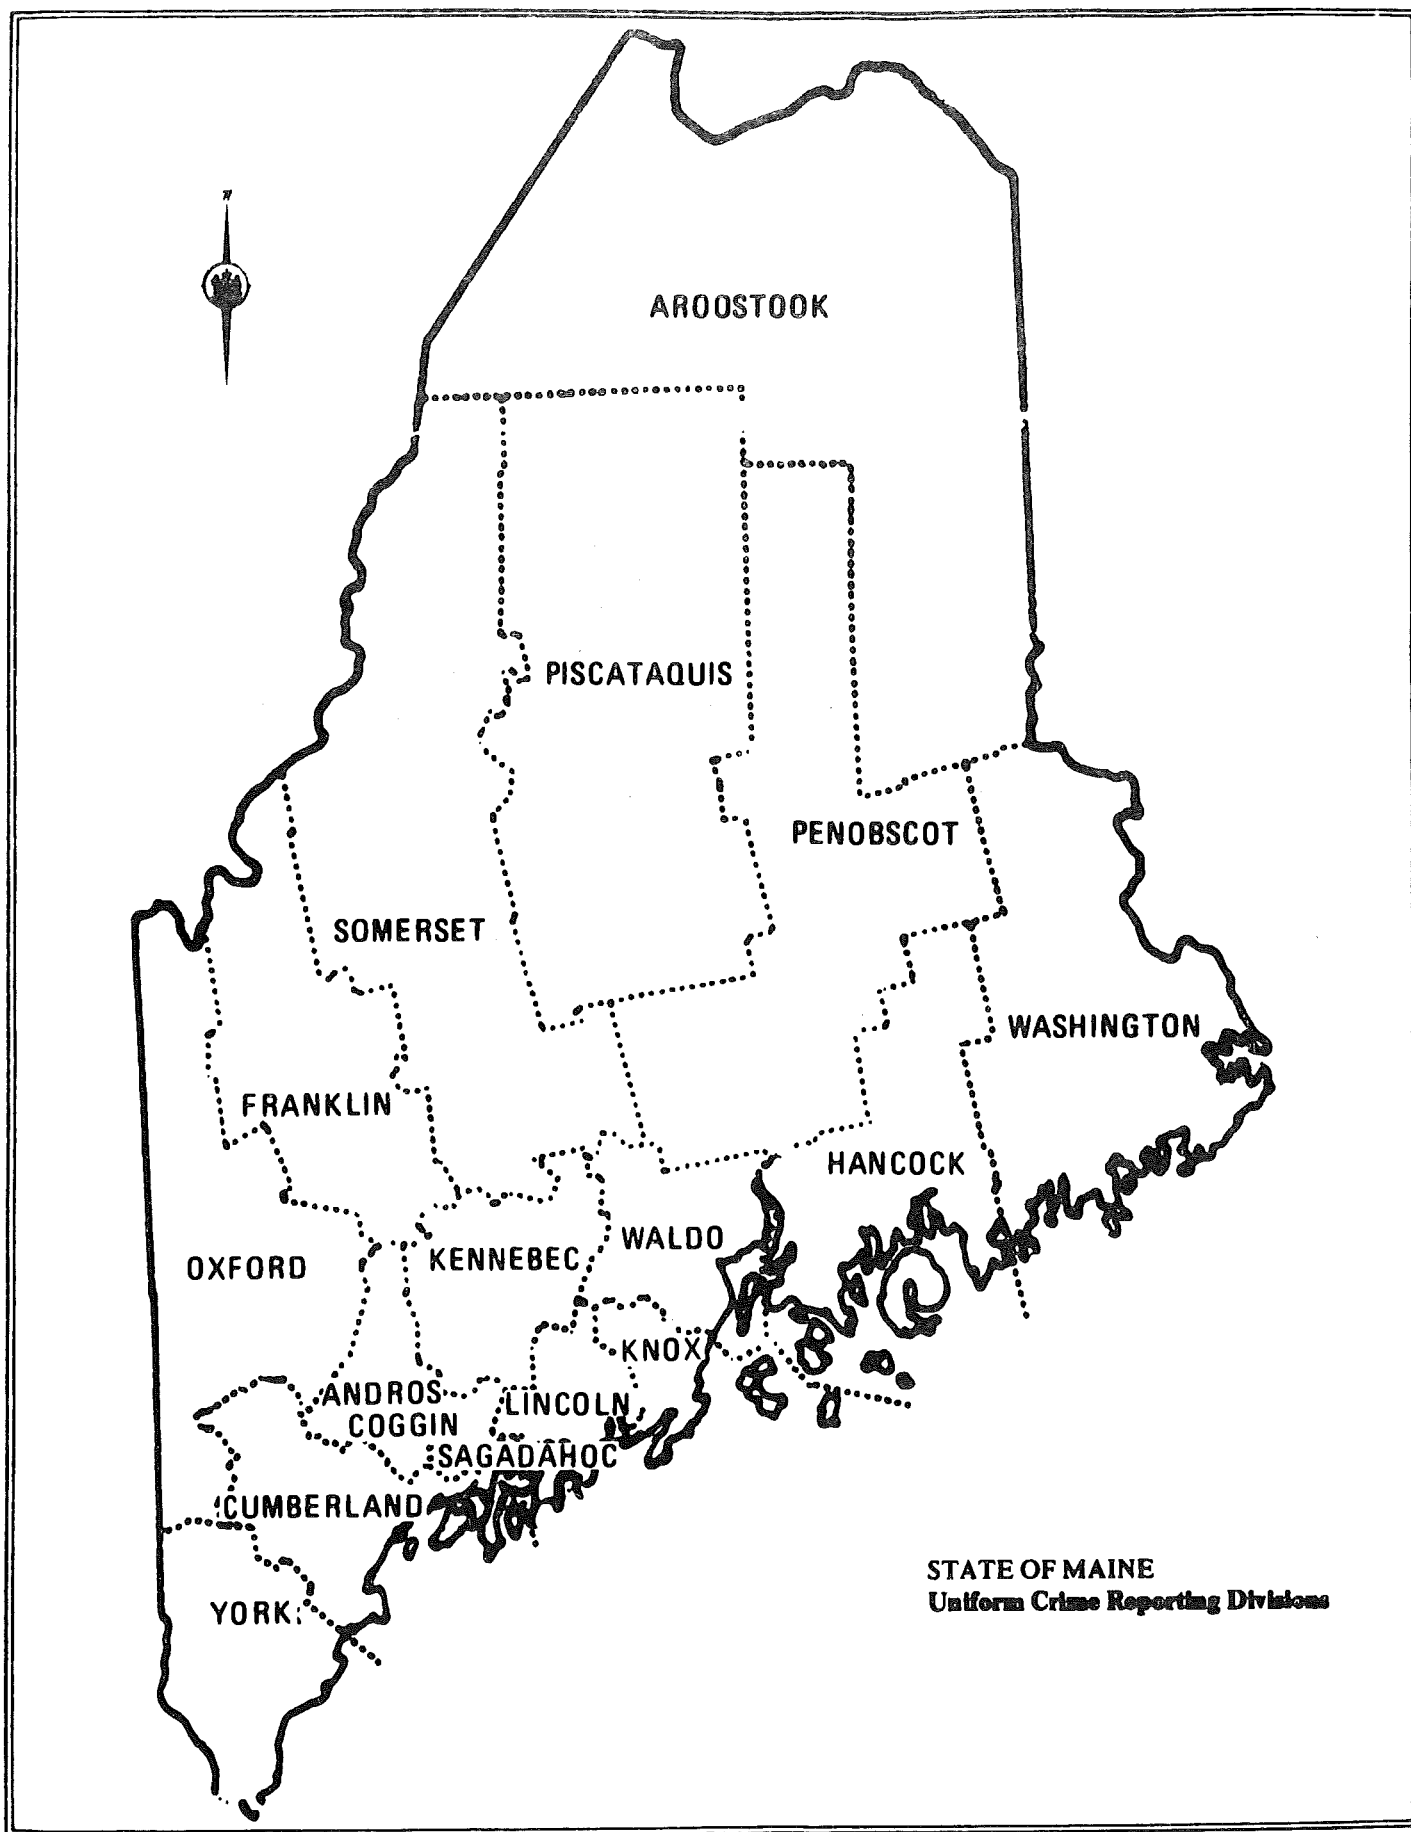 N
AROOSTOOK
PISCATAQUIS
PENOBSCOT
SOMERSET
WASHINGTON
FRANKLIN
HANCOCK
WALDO
KENNEBEC
OXFORD
KNOX
ANDROS
COGGIN
LINCOLN
SAGADAHOC
CUMBERLAND
YORK
STATE OF MAINE
Uniform Crime Reporting Divisions